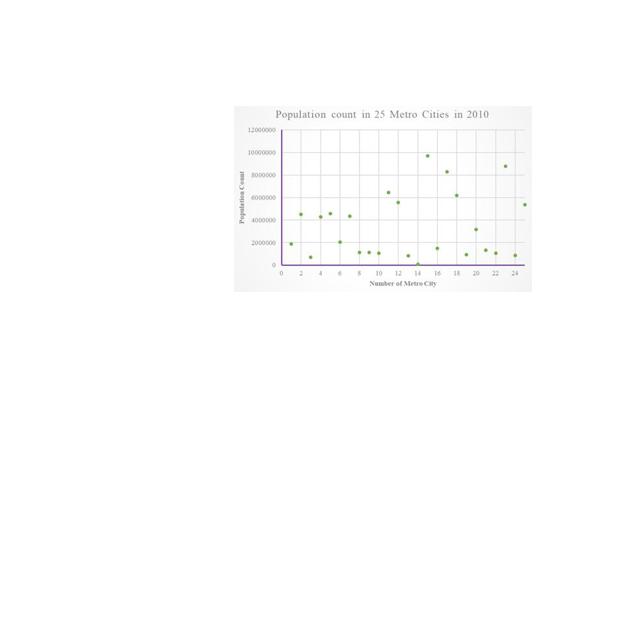 Population count in 25 Metro Cities in 2010
12000000
10000000
8000000
6000000
4000000
2000000
0
Population Count
0 2 4 6 8 10 12 14 16 18 20 22 24
Number of Metro City